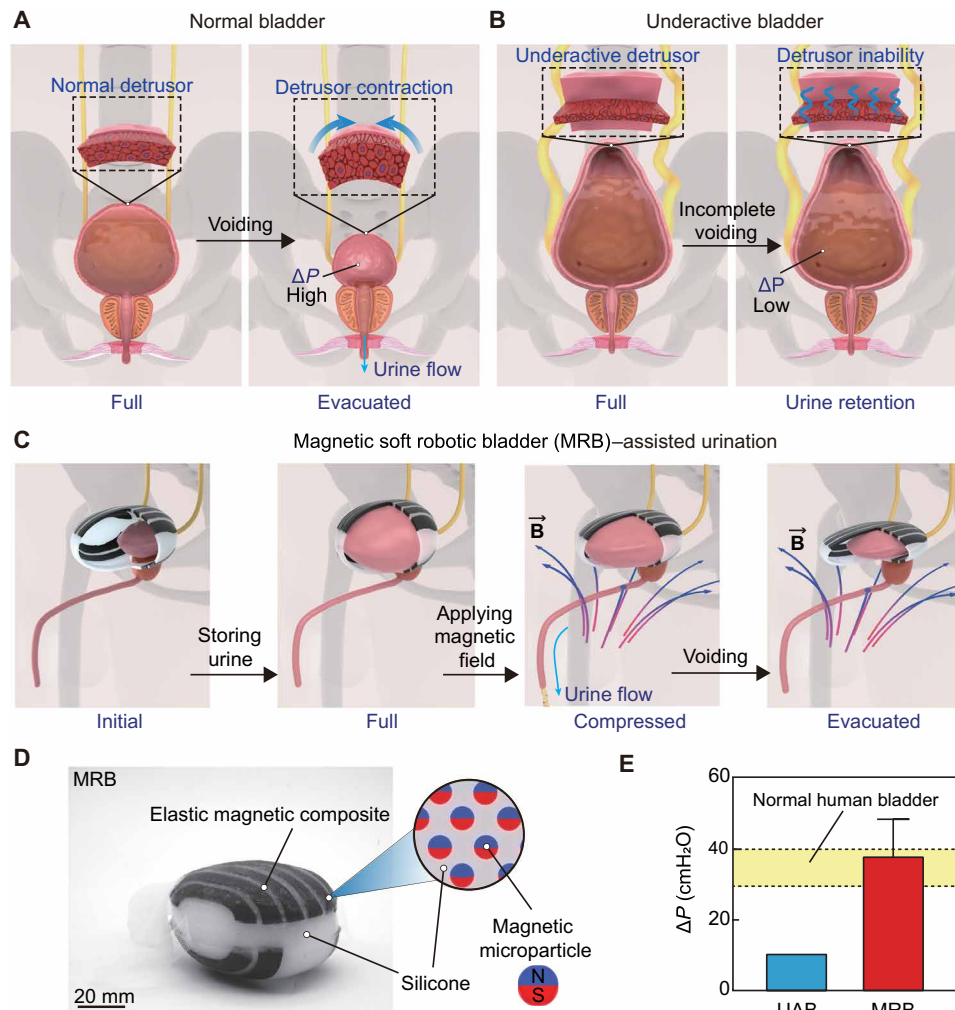 A
Normal bladder
Normal detrusor
Detrusor contraction
Voiding
ΔP
High
Urine flow
Full
Evacuated
B
Underactive bladder
Underactive detrusor
Detrusor inability
Incomplete
voiding
ΔP
Low
Full
Urine retention
C
Magnetic soft robotic bladder (MRB)–assisted urination
Storing
urine
Applying
magnetic
field
B
Urine flow
Voiding
B
Initial
Full
Compressed
Evacuated
D
MRB
Elastic magnetic composite
Magnetic
microparticle
Silicone
N
S
20 mm
E
60
40
20
0
ΔP (cmH₂O)
Normal human bladder
UAB
MRB